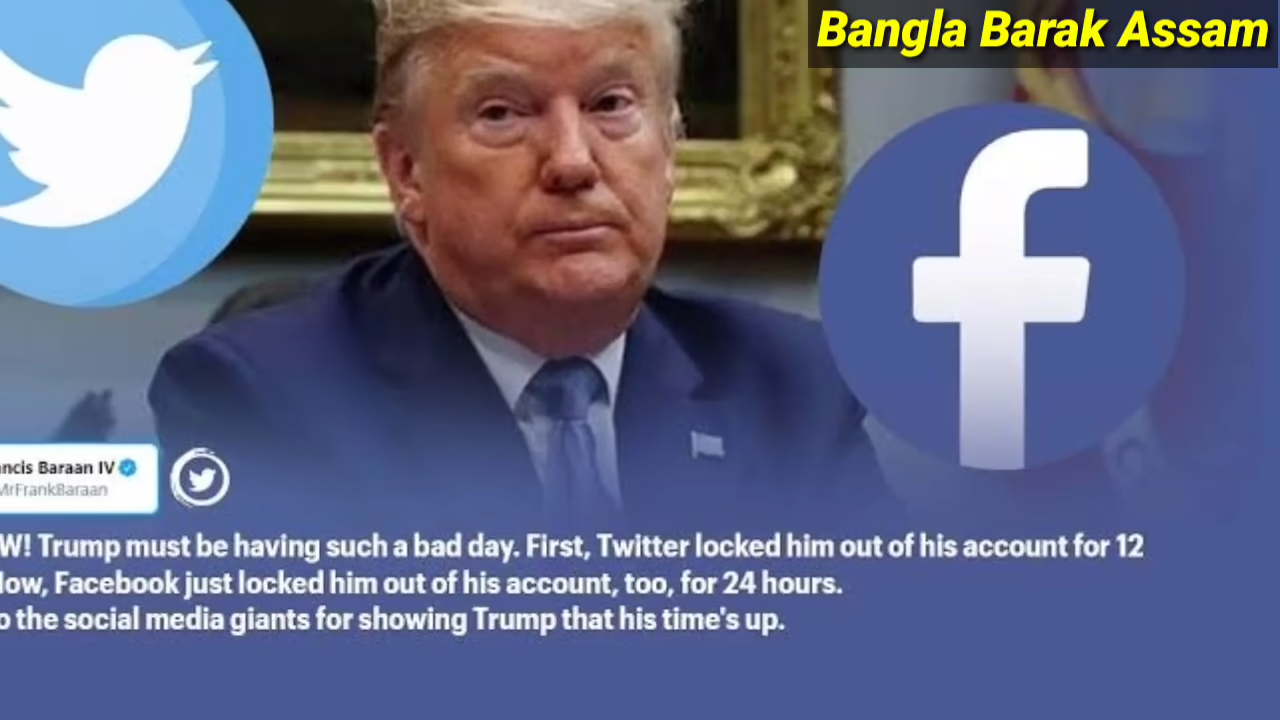 Bangla Barak Assam
ncis Baraan IV
MrFrankBaraan
W! Trump must be having such a bad day. First, Twitter locked him out of his account for 12
low, Facebook just locked him out of his account, too, for 24 hours.
o the social media giants for showing Trump that his time's up.